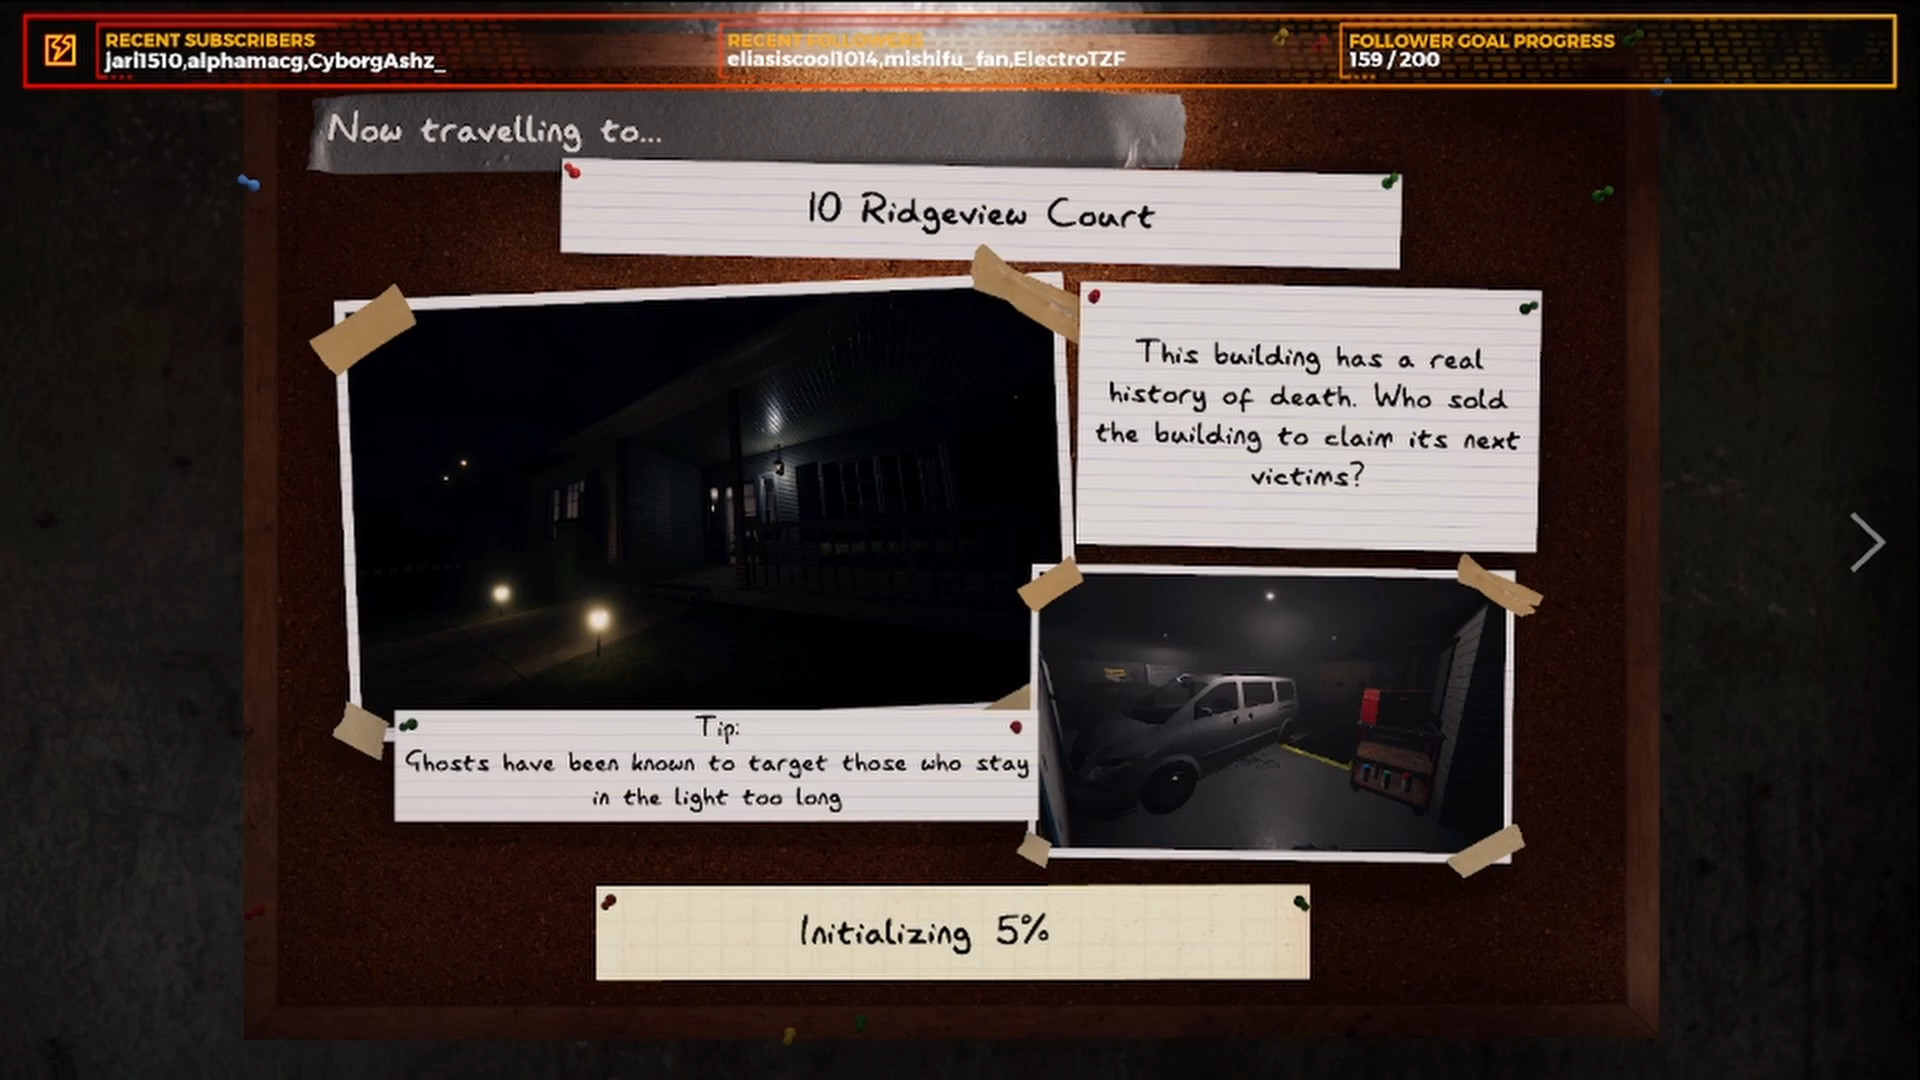 RECENT SUBSCRIBERS
jari1510,alphamacg,CyborgAshz_
RECENT FOLLOWERS
eliasiscool1014,mishifu_fan,ElectroTZF
FOLLOWER GOAL PROGRESS
159 / 200
Now travelling to...
10 Ridgeview Court
This building has a real
history of death. Who sold
the building to claim its next
victims?
Tip:
Ghosts have been known to target those who stay
in the light too long
Initializing 5%